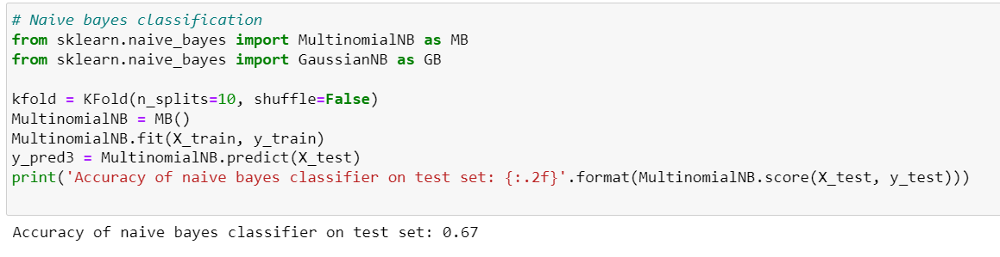 # Naive bayes classification
from sklearn.naive_bayes import MultinomialNB as MB
from sklearn.naive_bayes import GaussianNB as GB
kfold = KFold(n_splits=10, shuffle=False)
MultinomialNB = MB()
MultinomialNB.fit(X_train, y_train)
y_pred3 = MultinomialNB.predict(X_test)
print('Accuracy of naive bayes classifier on test set: {:.2f}'.format(MultinomialNB.score(X_test, y_test)))
Accuracy of naive bayes classifier on test set: 0.67